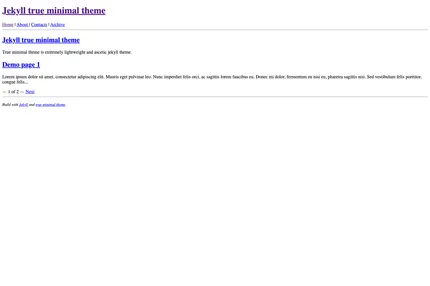 Jekyll true minimal theme
Home | About | Contacts | Archive
Jekyll true minimal theme
True minimal theme is extremely lightweight and ascetic jekyll theme.
Demo page 1
Lorem ipsum dolor sit amet, consectetur adipiscing elit. Mauris eget pulvinar leo. Nunc imperdiet felis orci, ac sagittis lorem faucibus eu. Donec mi dolor, fermentum eu nisi eu, pharetra sagittis nisi. Sed vestibulum felis porttitor,
congue felis...
— 1 of 2 — Next
Build with Jekyll and true minimal theme